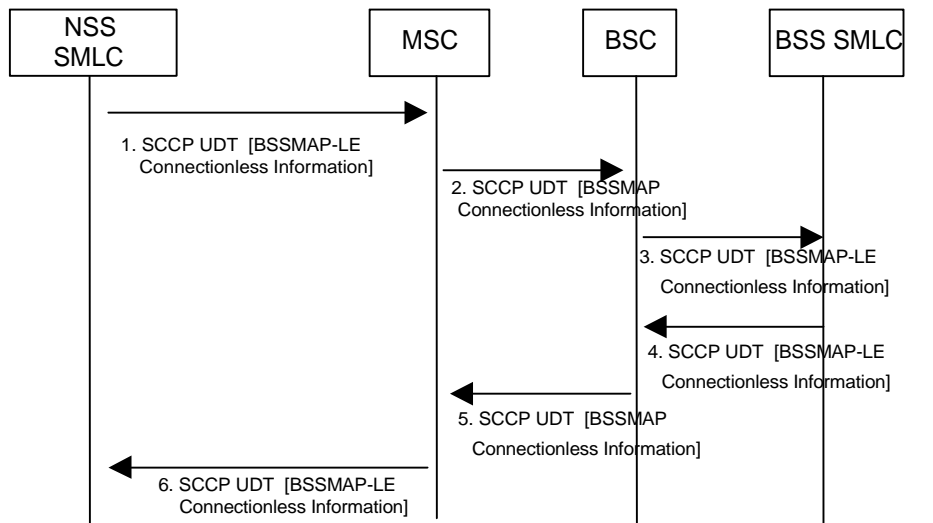 NSS
SMLC
MSC
BSC
BSS SMLC
1. SCCP UDT [BSSMAP-LE
Connectionless Information]
2. SCCP UDT [BSSMAP
Connectionless Information]
3. SCCP UDT [BSSMAP-LE
Connectionless Information]
4. SCCP UDT [BSSMAP-LE
Connectionless Information]
5. SCCP UDT [BSSMAP
Connectionless Information]
6. SCCP UDT [BSSMAP-LE
Connectionless Information]